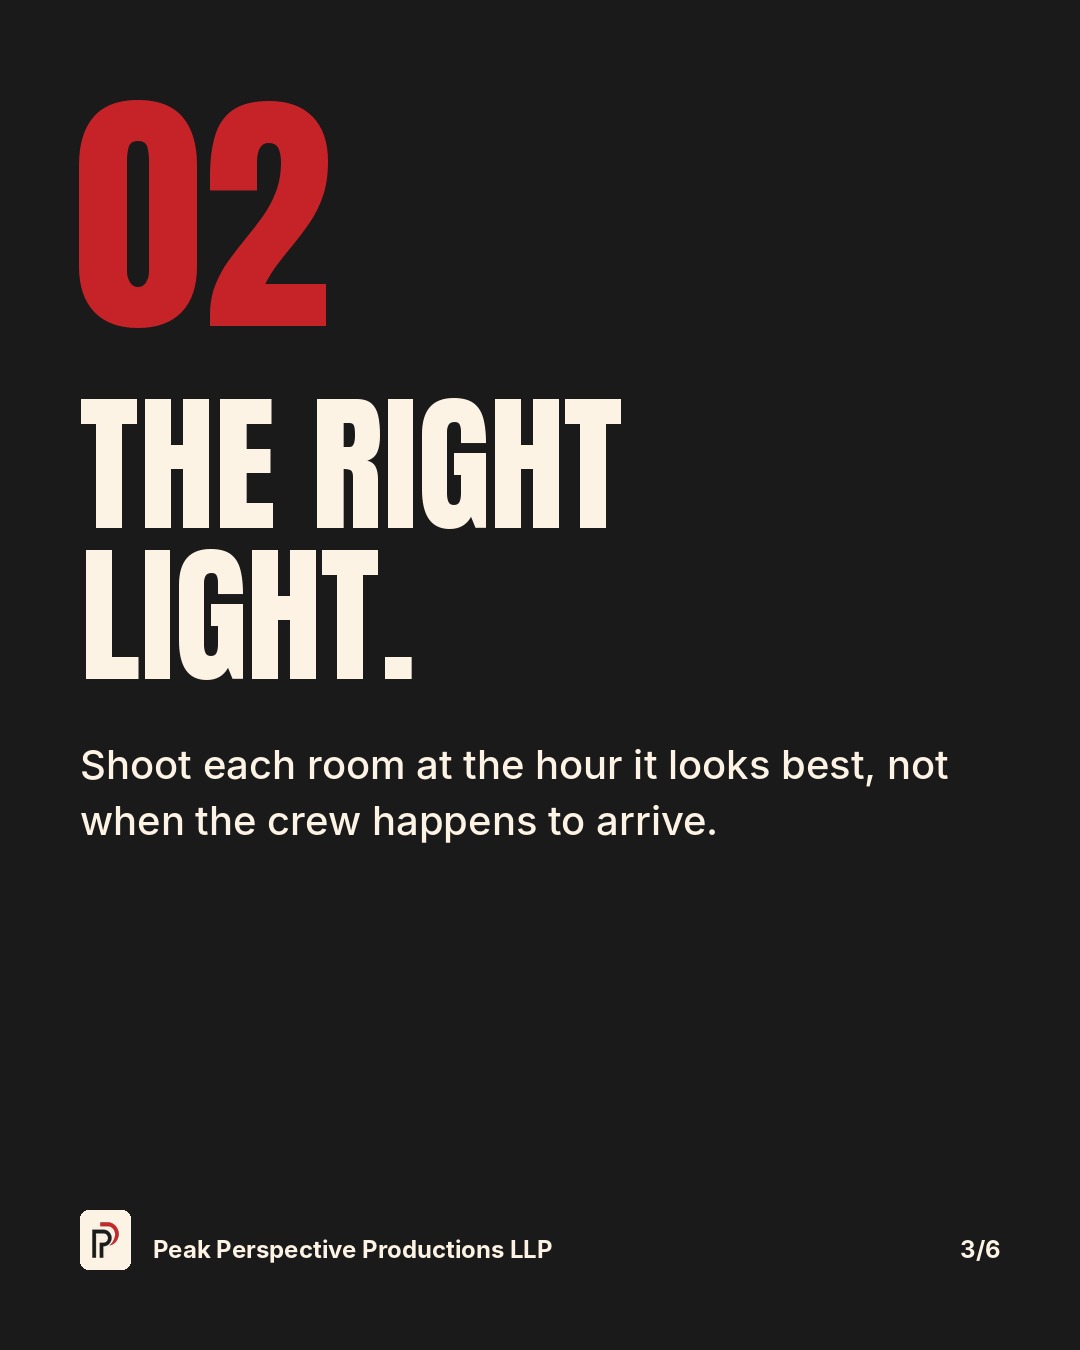 02
THE RIGHT
LIGHT.
Shoot each room at the hour it looks best, not
when the crew happens to arrive.
Peak Perspective Productions LLP
3/6